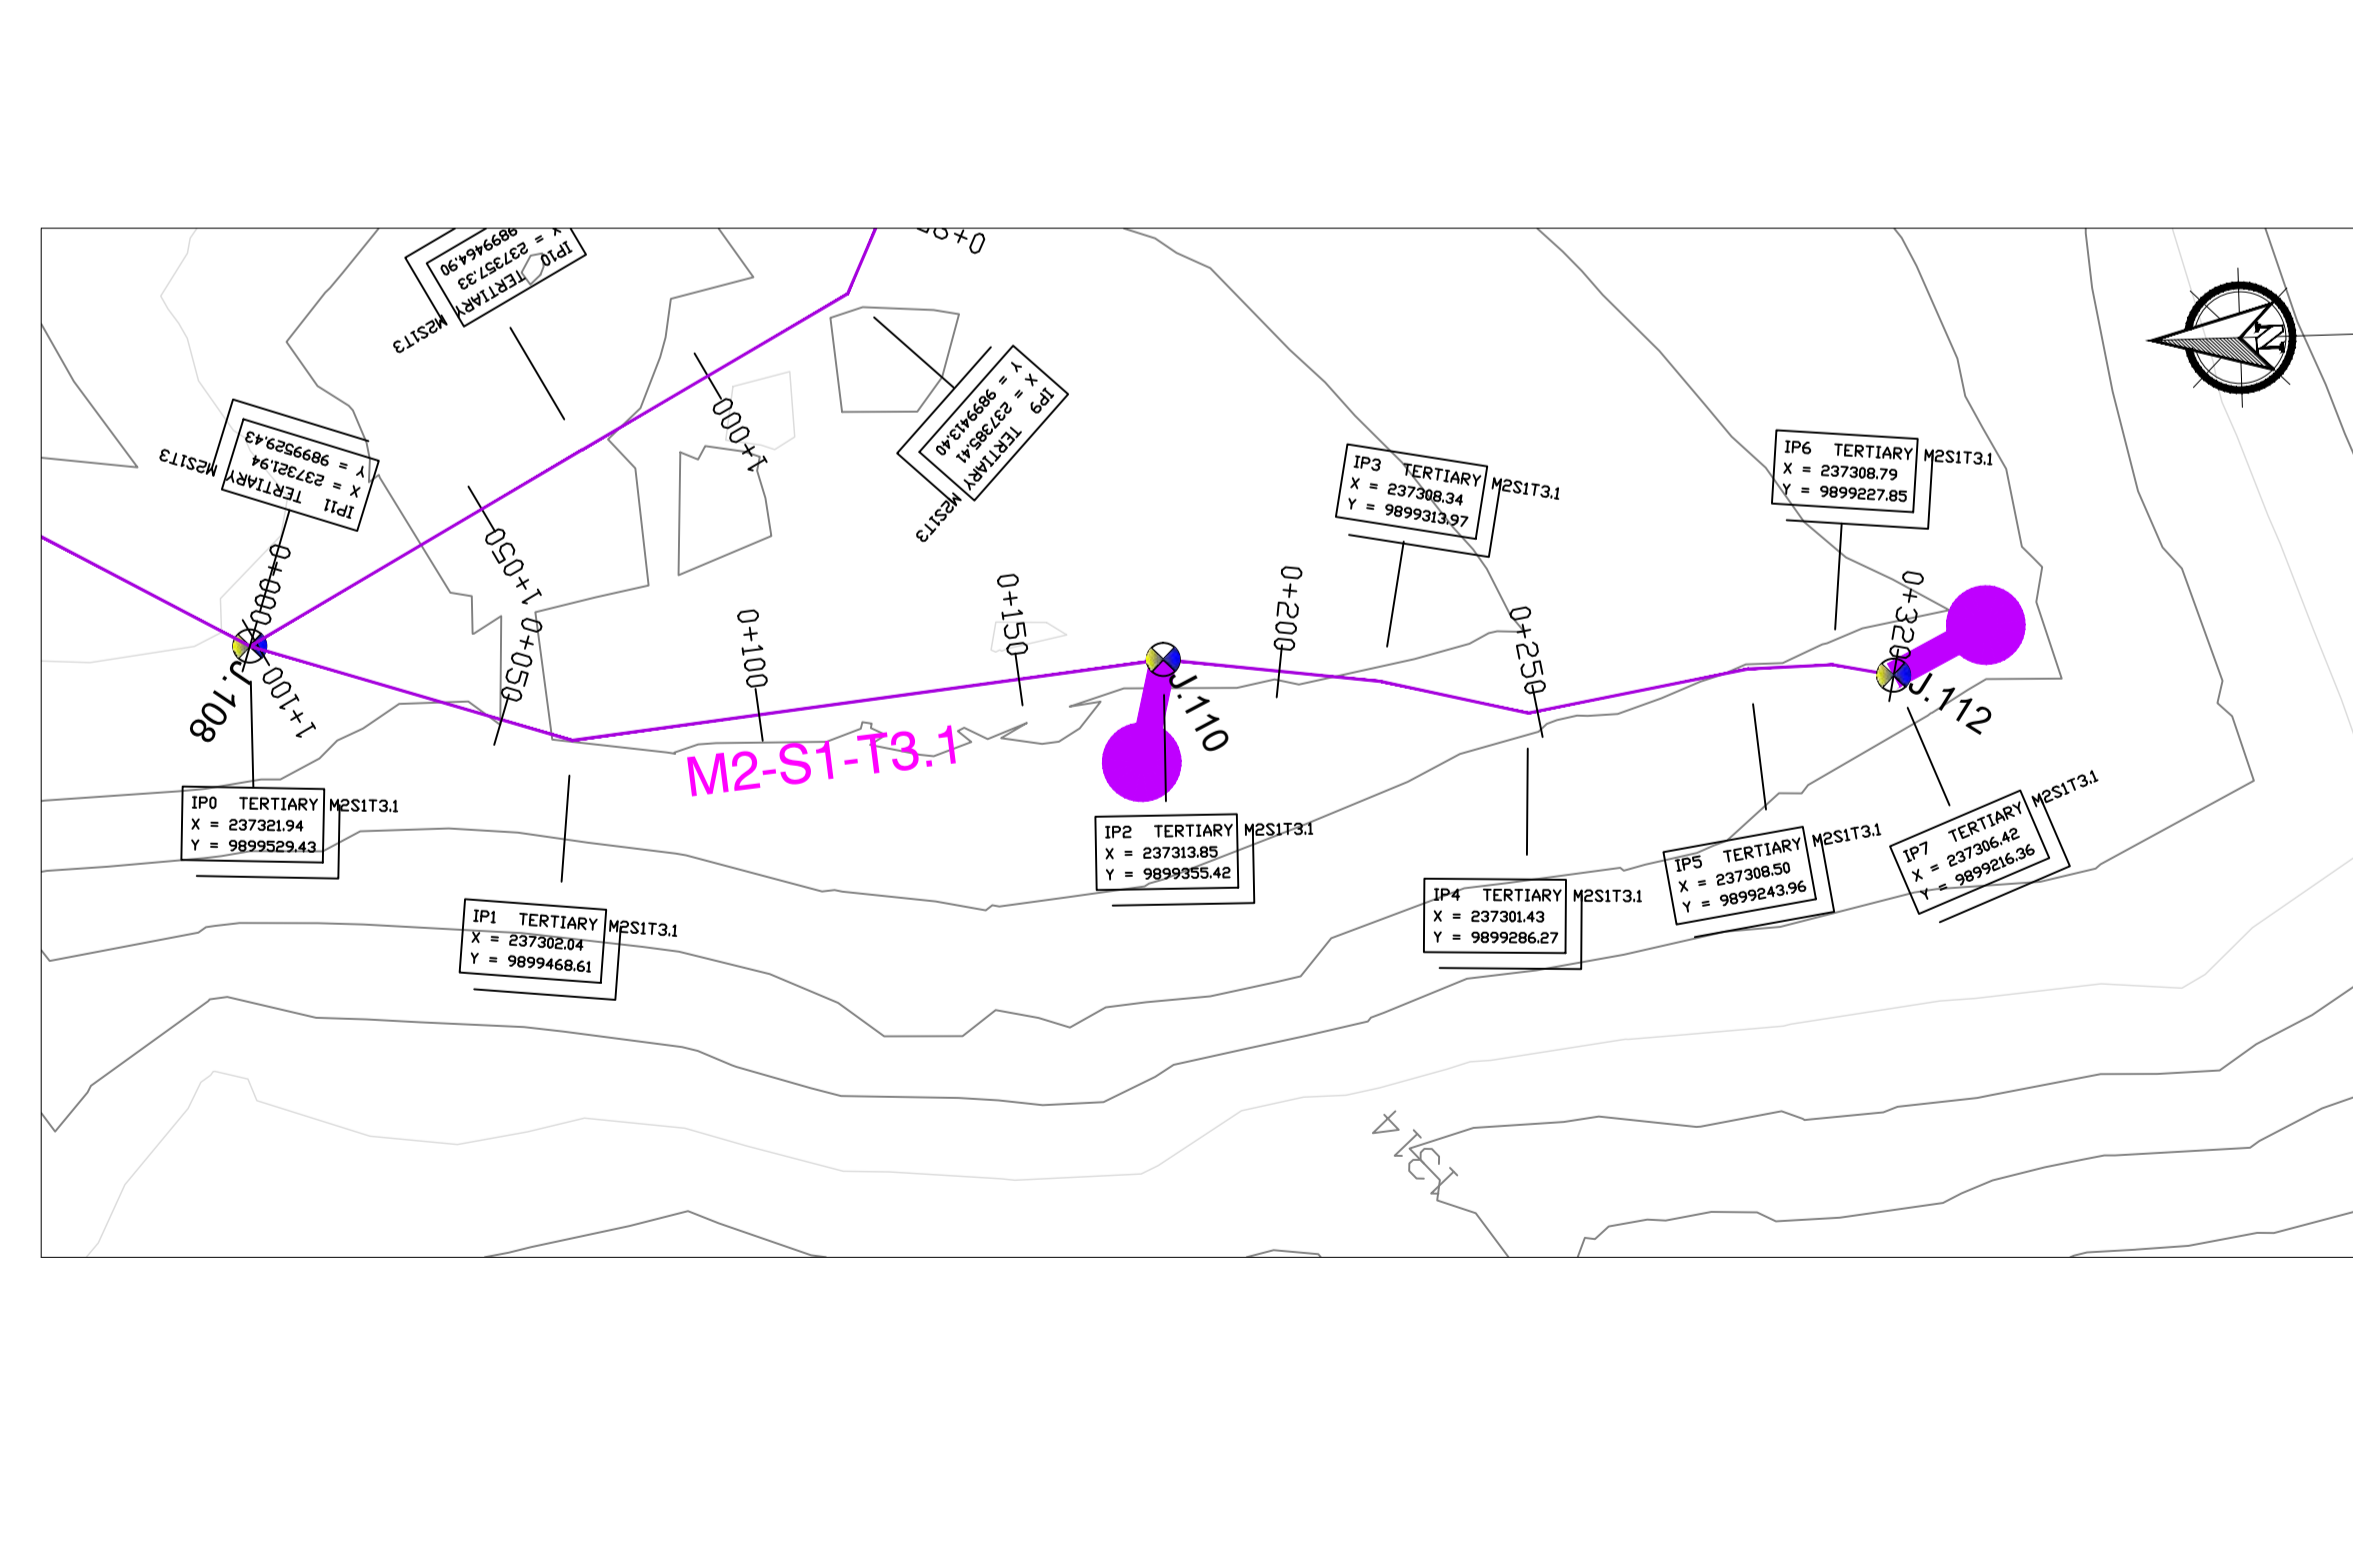 0+85
IP10 TERTIARY M2S1T3
X = 237357.33
Y = 9899464.90
IP11 TERTIARY M2S1T3
X = 237321.94
Y = 9899529.43
IP9 TERTIARY M2S1T3
X = 237385.41
Y = 9899413.40
N
1+000
1+050
1+100
IP3 TERTIARY M2S1T3.1
X = 237308.34
Y = 9899313.97
IP6 TERTIARY M2S1T3.1
X = 237308.79
Y = 9899227.85
0+000
0+050
0+100
0+150
0+200
0+250
0+320
J.108
J.110
J.112
M2-S1-T3.1
IP0 TERTIARY M2S1T3.1
X = 237321.94
Y = 9899529.43
IP1 TERTIARY M2S1T3.1
X = 237302.04
Y = 9899468.61
IP2 TERTIARY M2S1T3.1
X = 237313.85
Y = 9899355.42
IP4 TERTIARY M2S1T3.1
X = 237301.43
Y = 9899286.27
IP5 TERTIARY M2S1T3.1
X = 237308.50
Y = 9899243.96
IP7 TERTIARY M2S1T3.1
X = 237306.42
Y = 9899216.36
1214